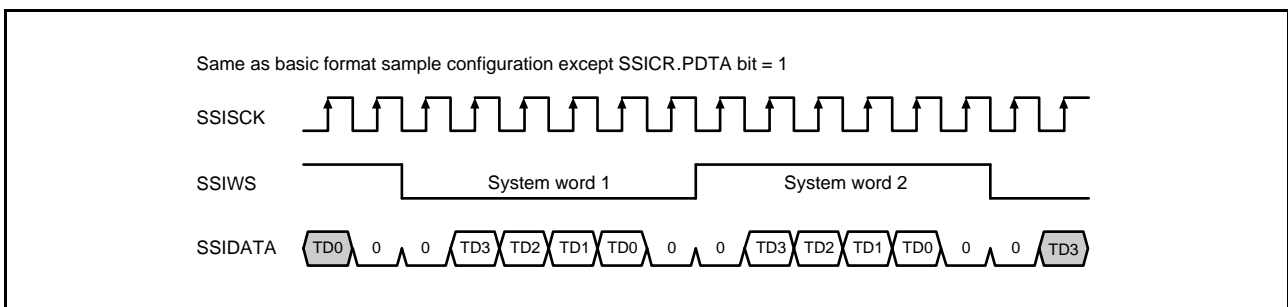 Same as basic format sample configuration except SSICR.PDTA bit = 1
SSISCK
SSIWS System word 1 System word 2
SSIDATA TD0 0 0 TD3 TD2 TD1 TD0 0 0 TD3 TD2 TD1 TD0 0 0 TD3